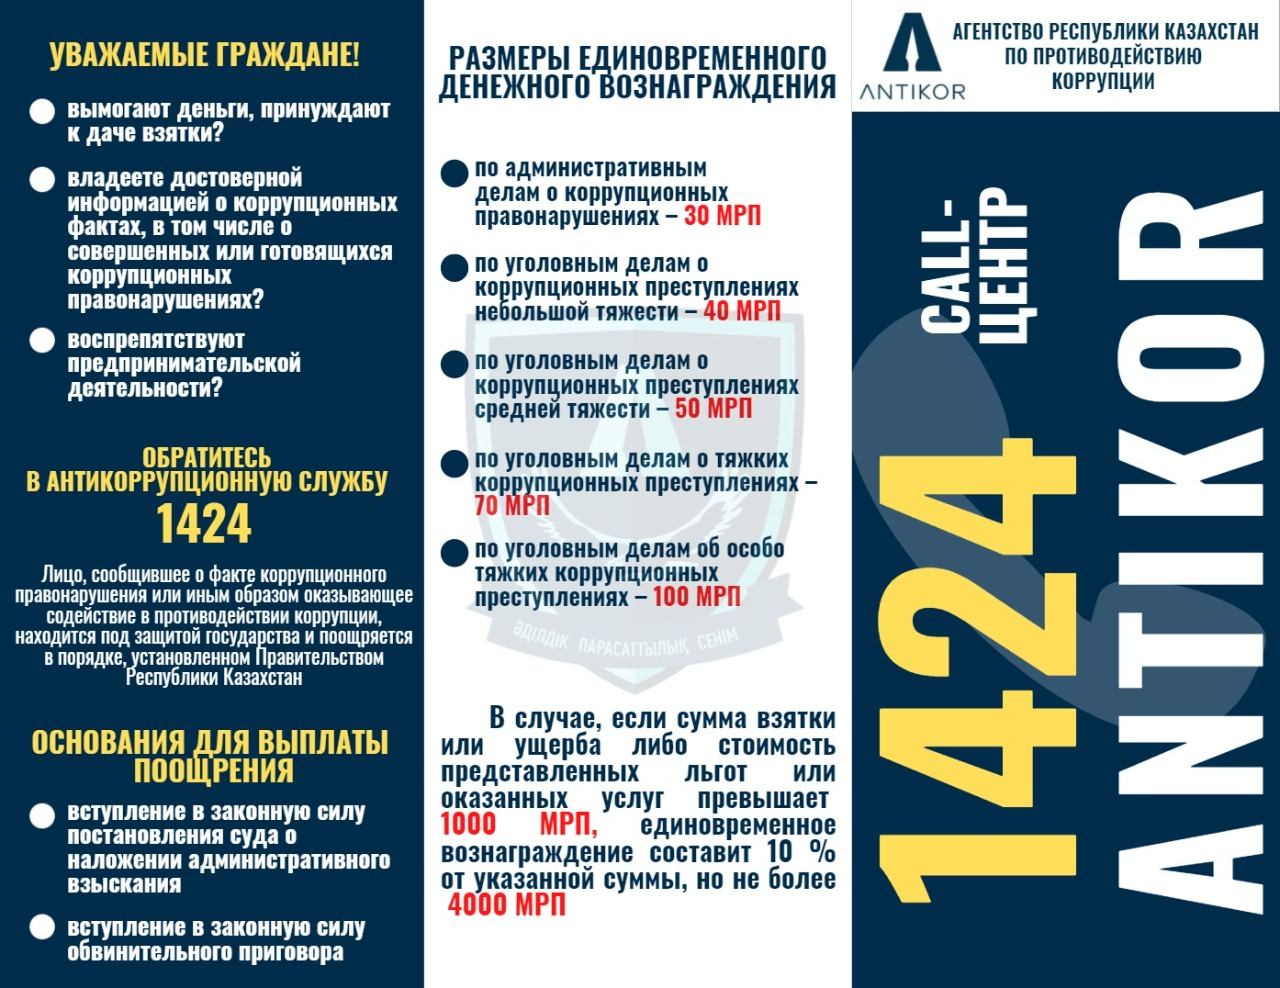 УВАЖАЕМЫЕ ГРАЖДАНЕ!
вымогают деньги, принуждают
к даче взятки?
владеете достоверной
информацией о коррупционных
фактах, в том числе о
совершенных или готовящихся
коррупционных
правонарушениях?
воспрепятствуют
предпринимательской
деятельности?
ОБРАТИТЕСЬ
В АНТИКОРРУПЦИОННУЮ СЛУЖБУ
1424
Лицо, сообщившее о факте коррупционного
правонарушения или иным образом оказывающее
содействие в противодействии коррупции,
находится под защитой государства и поощряется
в порядке, установленном Правительством
Республики Казахстан
ОСНОВАНИЯ ДЛЯ ВЫПЛАТЫ
ПООЩРЕНИЯ
вступление в законную силу
постановления суда о
наложении административного
взыскания
вступление в законную силу
обвинительного приговора
РАЗМЕРЫ ЕДИНОВРЕМЕННОГО
ДЕНЕЖНОГО ВОЗНАГРАЖДЕНИЯ
по административным
делам о коррупционных
правонарушениях – 30 МРП
по уголовным делам о
коррупционных преступлениях
небольшой тяжести – 40 МРП
по уголовным делам о
коррупционных преступлениях
средней тяжести – 50 МРП
по уголовным делам о тяжких
коррупционных преступлениях –
70 МРП
по уголовным делам об особо
тяжких коррупционных
преступлениях – 100 МРП
ӘДІЛДІК ПАРАСАТТЫЛЫҚ СЕНІМ
В случае, если сумма взятки
или ущерба либо стоимость
представленных льгот или
оказанных услуг превышает
1000 МРП, единовременное
вознаграждение составит 10 %
от указанной суммы, но не более
4000 МРП
ANTIKOR
АГЕНТСТВО РЕСПУБЛИКИ КАЗАХСТАН
ПО ПРОТИВОДЕЙСТВИЮ
КОРРУПЦИИ
1424
CALL-
ЦЕНТР
ANTIKOR